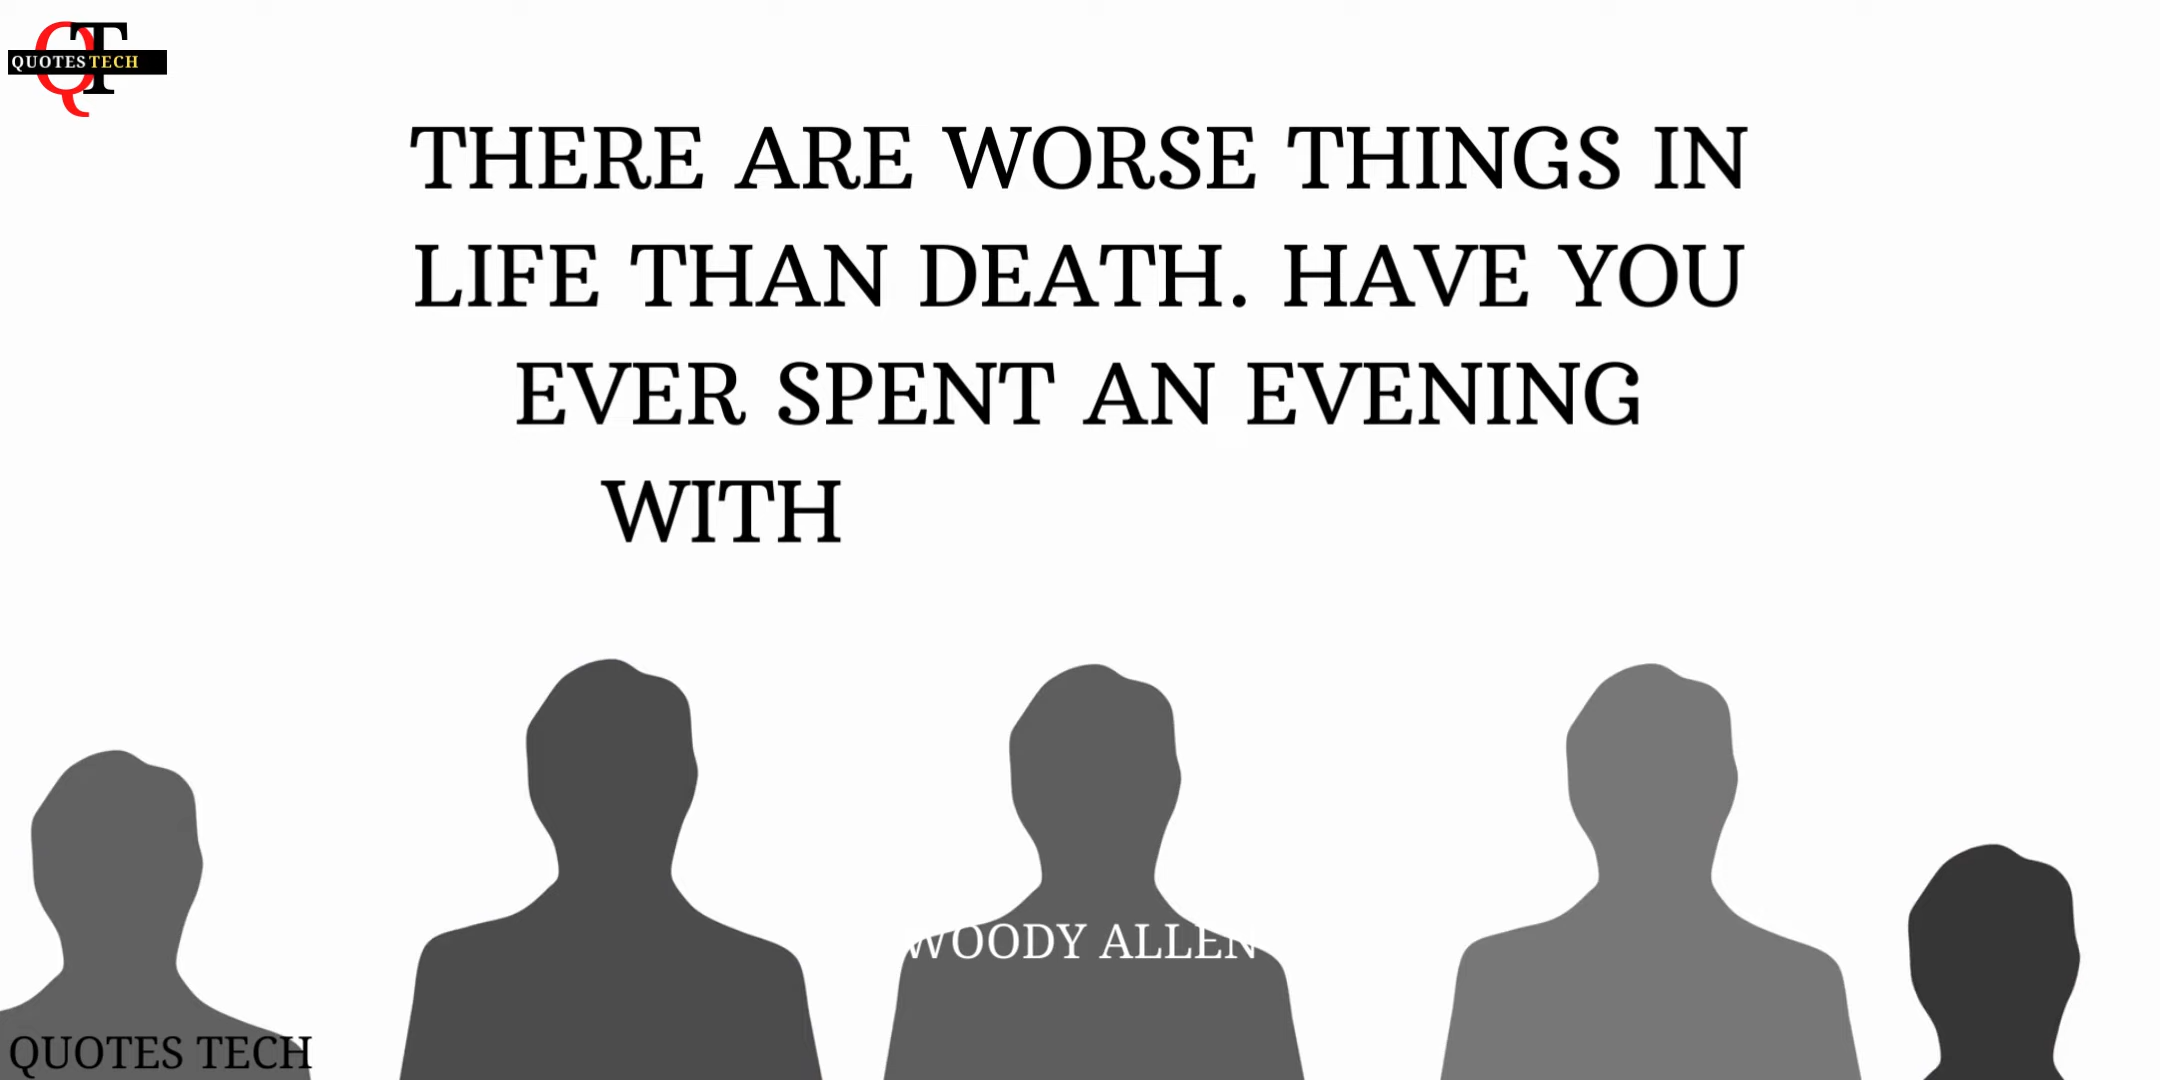 QT
QUOTES TECH
THERE ARE WORSE THINGS IN
LIFE THAN DEATH. HAVE YOU
EVER SPENT AN EVENING
WITH
WOODY ALLEN
QUOTES TECH